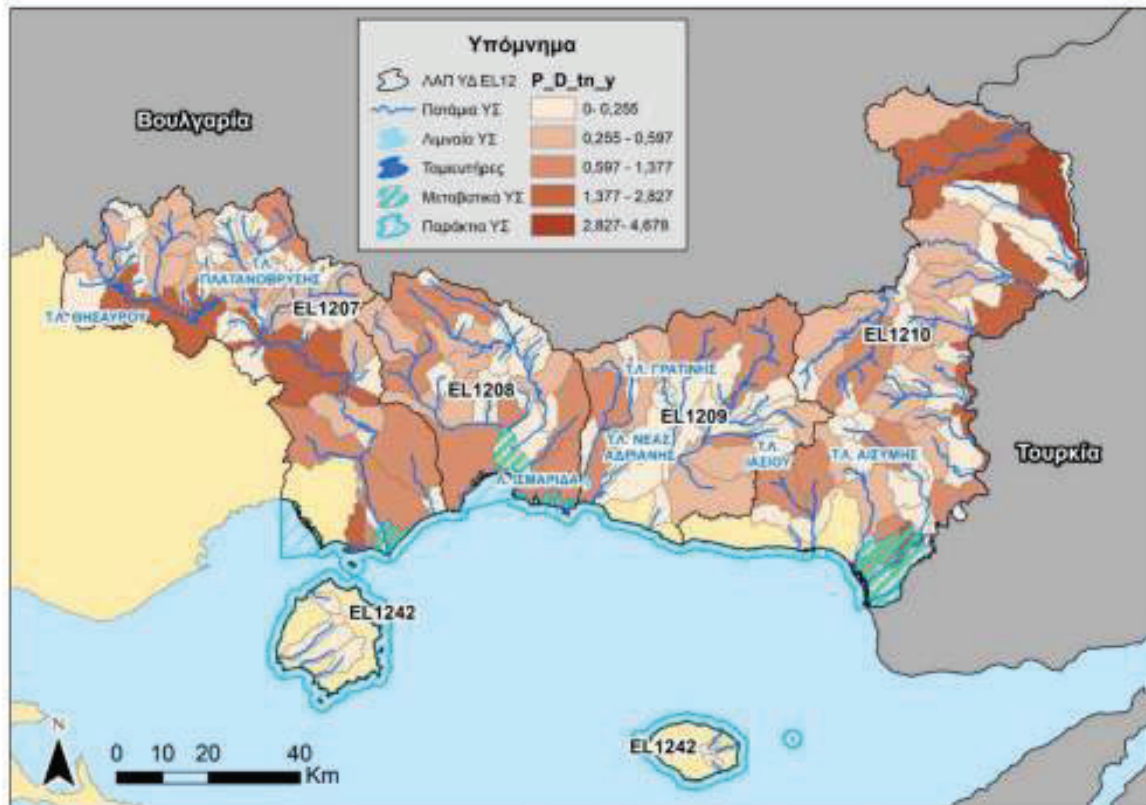 Υπόμνημα
ΛΑΠ ΥΔ EL12
P_D_tn_y
Ποτάμια ΥΣ
0- 0,255
Λιμναία ΥΣ
0,255 - 0,597
Ταμιευτήρες
0,597 - 1,377
Μεταβατικά ΥΣ
1,377 - 2,827
Παράκτια ΥΣ
2,827- 4,678
Βουλγαρία
Τ.Λ. ΠΛΑΤΑΝΟΒΡΥΣΗΣ
Τ.Λ. ΘΗΣΑΥΡΟΥ
EL1207
EL1210
EL1208
Τ.Λ. ΓΡΑΤΙΝΗΣ
EL1209
Τ.Λ. ΝΕΑΣ
ΑΔΡΙΑΝΗΣ
Τ.Λ.
ΙΑΣΙΟΥ
Τ.Λ. ΑΙΣΥΜΗΣ
Τουρκία
Λ. ΙΣΜΑΡΙΔΑ
EL1242
EL1242
N
0 10 20 40
Km